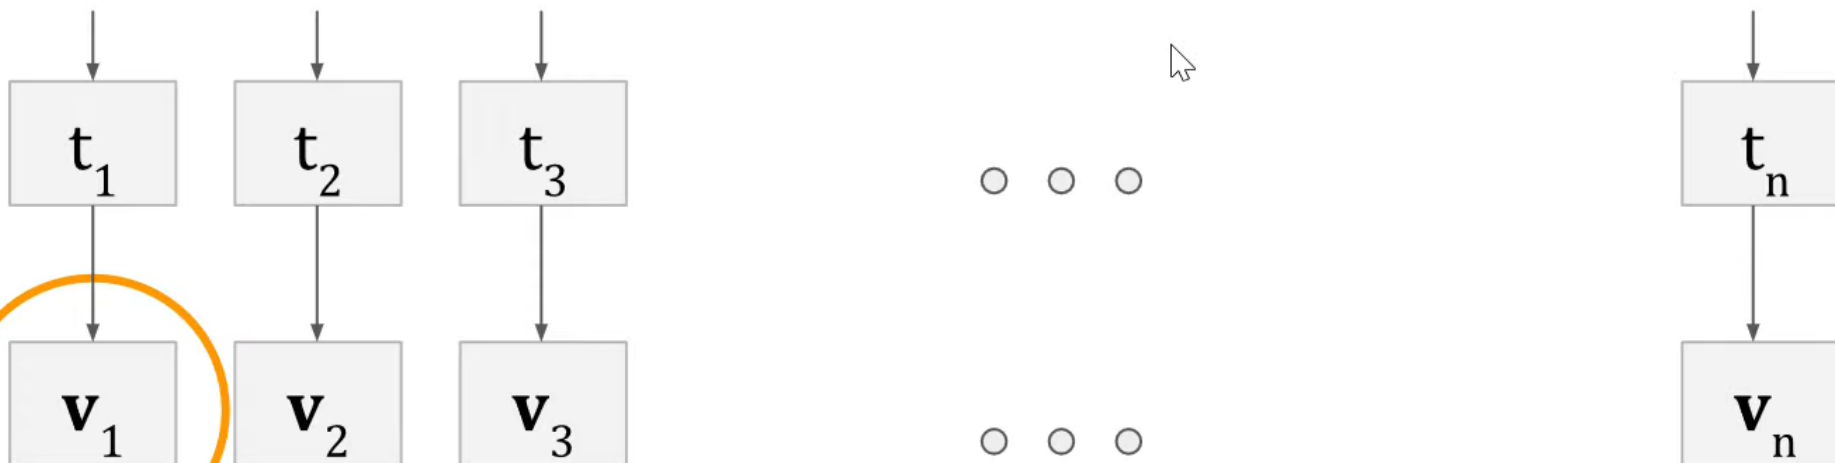 t₁ t₂ t₃ tₙ
v₁ v₂ v₃ vₙ